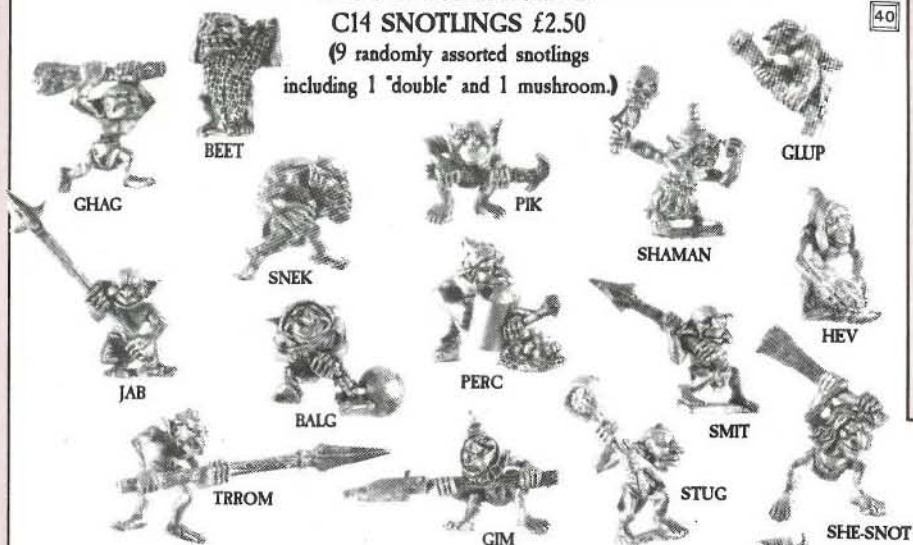 C14 SNOTLINGS £2.50
(9 randomly assorted snotlings
including 1 "double" and 1 mushroom.)
40
BEET
GLUP
GHAG
PIK
SHAMAN
SNEK
HEV
JAB
PERC
BALG
SMIT
TRROM
STUG
GIM
SHE-SNOT